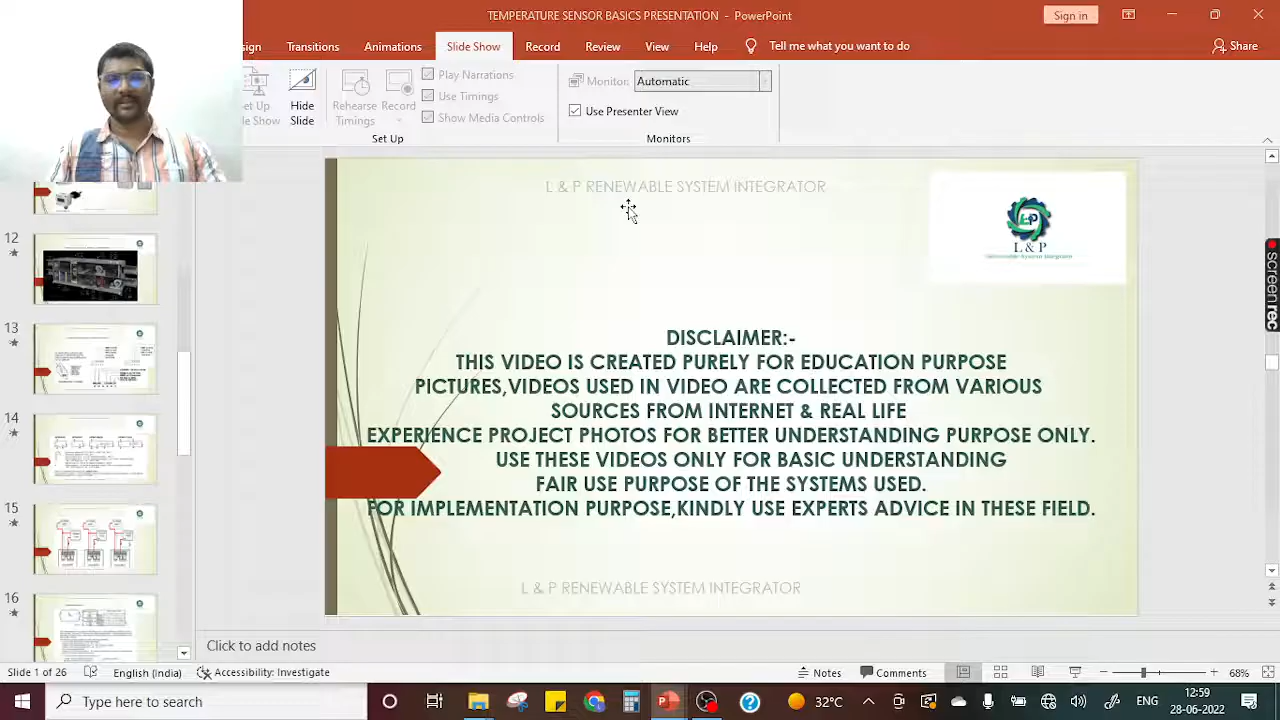 TEMPERATURE SENSOR BASICS PRESENTATION - PowerPoint
Sign in
sign Transitions Animations Slide Show Record Review View Help Tell me what you want to do
Share
Set Up
Slide Show
Hide
Slide
Rehearse
Timings
Record
Play Narrations
Use Timings
Show Media Controls
Set Up
Monitor: Automatic
Use Presenter View
Monitors
12
13
14
15
16
L & P RENEWABLE SYSTEM INTEGRATOR
L & P
DISCLAIMER:-
THIS VIDEO IS CREATED PURELY FOR EDUCATION PURPOSE
PICTURES,VIDEOS USED IN VIDEO ARE COLLECTED FROM VARIOUS
SOURCES FROM INTERNET & REAL LIFE
EXPERIENCE PROJECT PHOTOS FOR BETTER UNDERSTANDING PURPOSE ONLY.
USE THESE VIDEOS ONLY FOR BASIC UNDERSTANDING
FAIR USE PURPOSE OF THE SYSTEMS USED.
FOR IMPLEMENTATION PURPOSE,KINDLY USE EXPERTS ADVICE IN THESE FIELD.
L & P RENEWABLE SYSTEM INTEGRATOR
screen rec
Click to add notes
Slide 1 of 26 English (India) Accessibility: Investigate Notes Comments 68%
Type here to search
32°C
ENG
12:59
28-06-2022